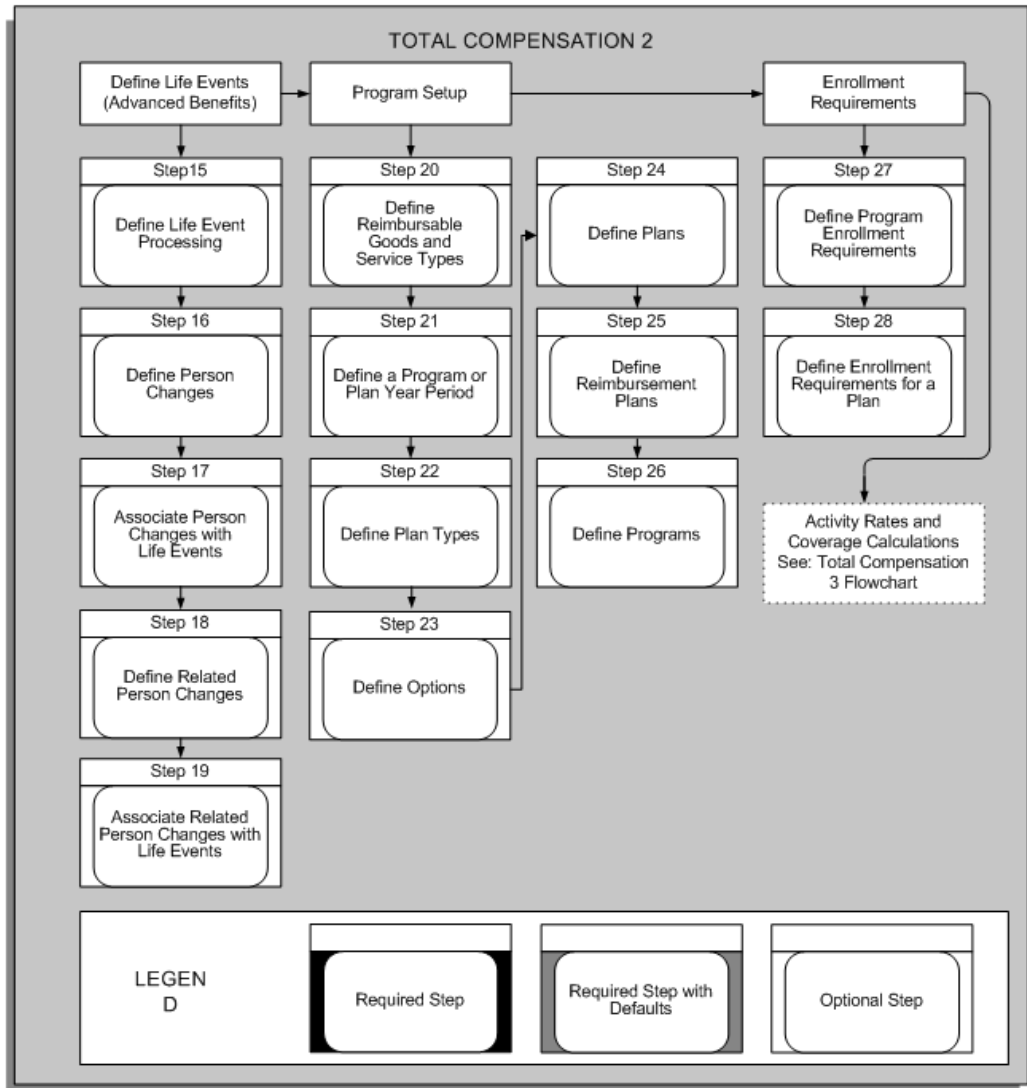 TOTAL COMPENSATION 2
Define Life Events
(Advanced Benefits)
Program Setup
Enrollment
Requirements
Step15
Define Life Event
Processing
Step 16
Define Person
Changes
Step 17
Associate Person
Changes with
Life Events
Step 18
Define Related
Person Changes
Step 19
Associate Related
Person Changes with
Life Events
Step 20
Define
Reimbursable
Goods and
Service Types
Step 21
Define a Program or
Plan Year Period
Step 22
Define Plan Types
Step 23
Define Options
Step 24
Define Plans
Step 25
Define
Reimbursement
Plans
Step 26
Define Programs
Step 27
Define Program
Enrollment
Requirements
Step 28
Define Enrollment
Requirements for a
Plan
Activity Rates and
Coverage Calculations
See: Total Compensation
3 Flowchart
LEGEN
D
Required Step
Required Step with
Defaults
Optional Step